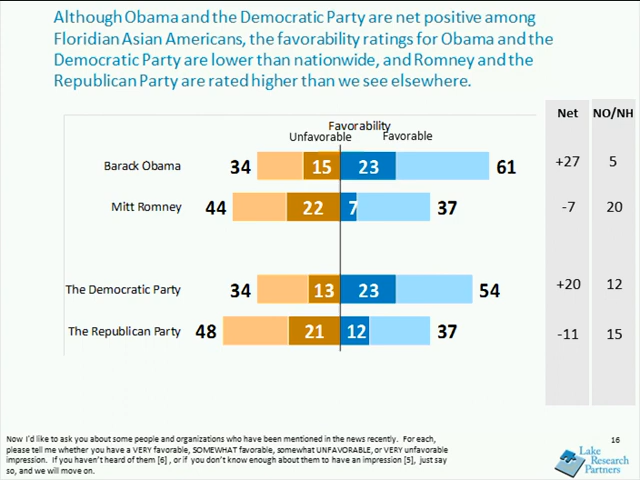 Although Obama and the Democratic Party are net positive among
Floridian Asian Americans, the favorability ratings for Obama and the
Democratic Party are lower than nationwide, and Romney and the
Republican Party are rated higher than we see elsewhere.
Net NO/NH
Favorability
Unfavorable Favorable
Barack Obama 34 15 23 61 +27 5
Mitt Romney 44 22 7 37 -7 20
The Democratic Party 34 13 23 54 +20 12
The Republican Party 48 21 12 37 -11 15
Now I'd like to ask you about some people and organizations who have been mentioned in the news recently. For each,
please tell me whether you have a VERY favorable, SOMEWHAT favorable, somewhat UNFAVORABLE, or VERY unfavorable
impression. If you haven't heard of them [6] , or if you don't know enough about them to have an impression [5], just say
so, and we will move on.
16
Lake
Research
Partners